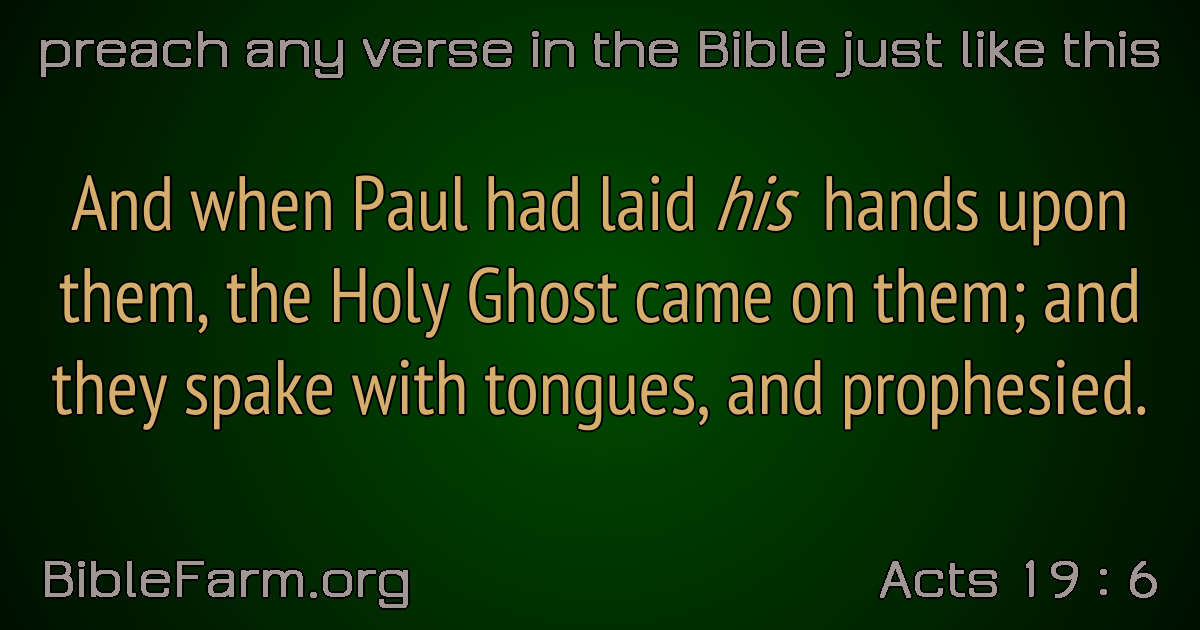 preach any verse in the Bible just like this
And when Paul had laid his hands upon
them, the Holy Ghost came on them; and
they spake with tongues, and prophesied.
BibleFarm.org
Acts 19 : 6